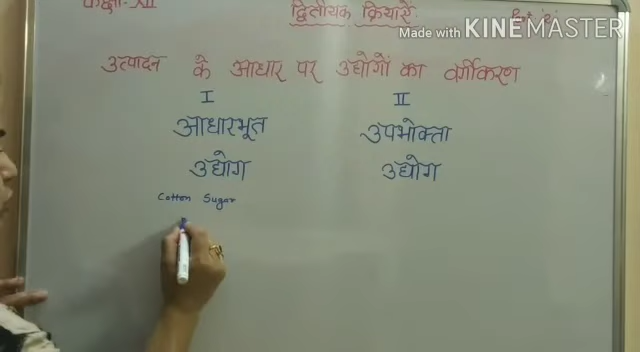 कक्षा-XII
द्वितीयक क्रियायें
Made with KINEMASTER
उत्पादन के आधार पर उद्योगों का वर्गीकरण
I II
आधारभूत उपभोक्ता
उद्योग उद्योग
Cotton Sugar